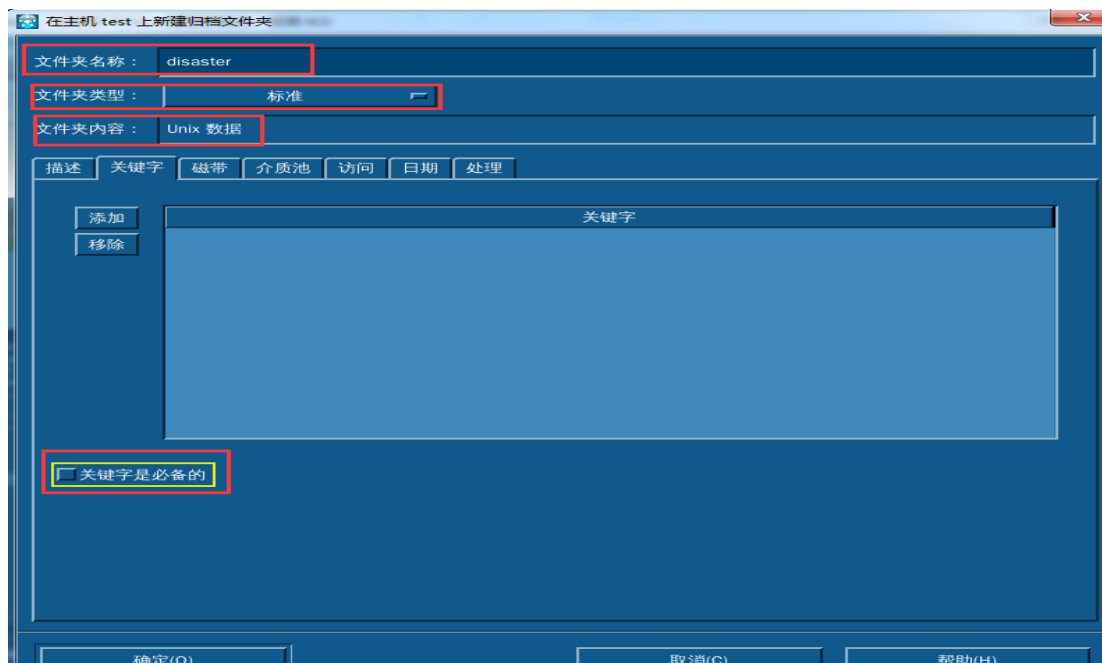 在主机 test 上新建归档文件夹
文件夹名称： disaster
文件夹类型： 标准
文件夹内容： Unix 数据
描述 关键字 磁带 介质池 访问 日期 处理
添加 关键字
移除
关键字是必备的
确定(O) 取消(C) 帮助(H)